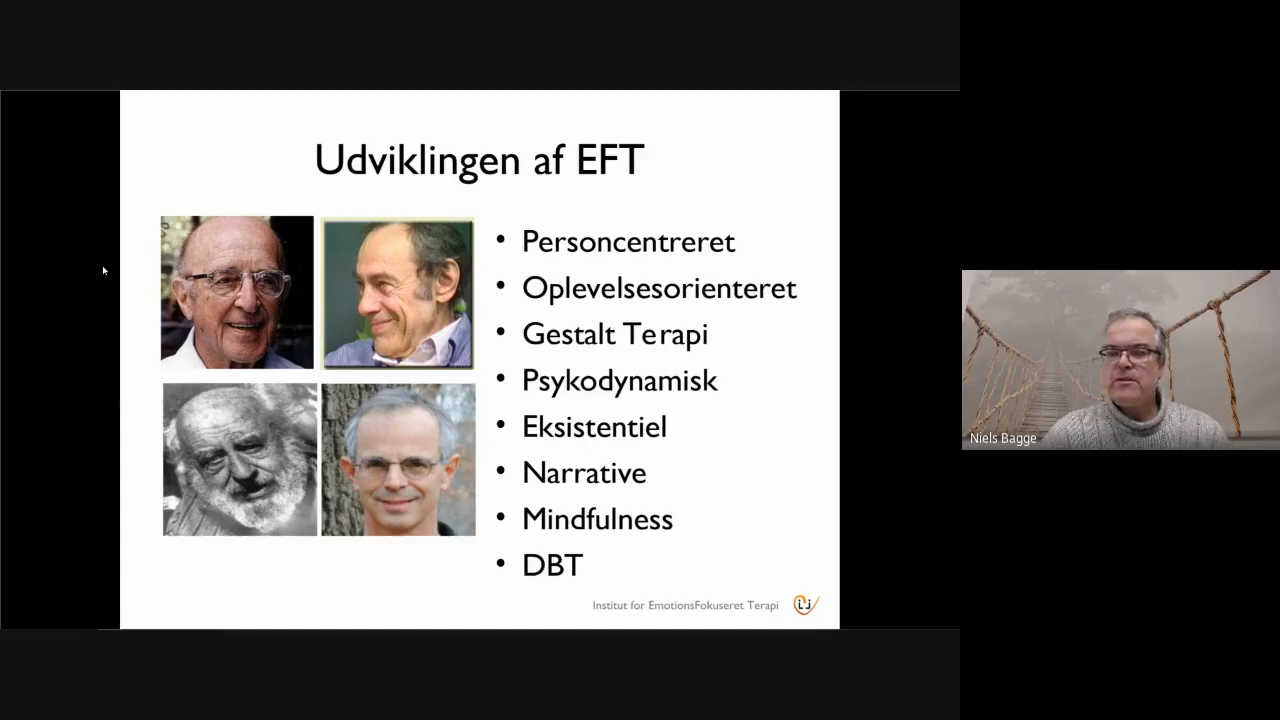 Udviklingen af EFT
• Personcentreret
• Oplevelsesorienteret
• Gestalt Terapi
• Psykodynamisk
• Eksistentiel
• Narrative
• Mindfulness
• DBT
Institut for EmotionsFokuseret Terapi
Niels Bagge